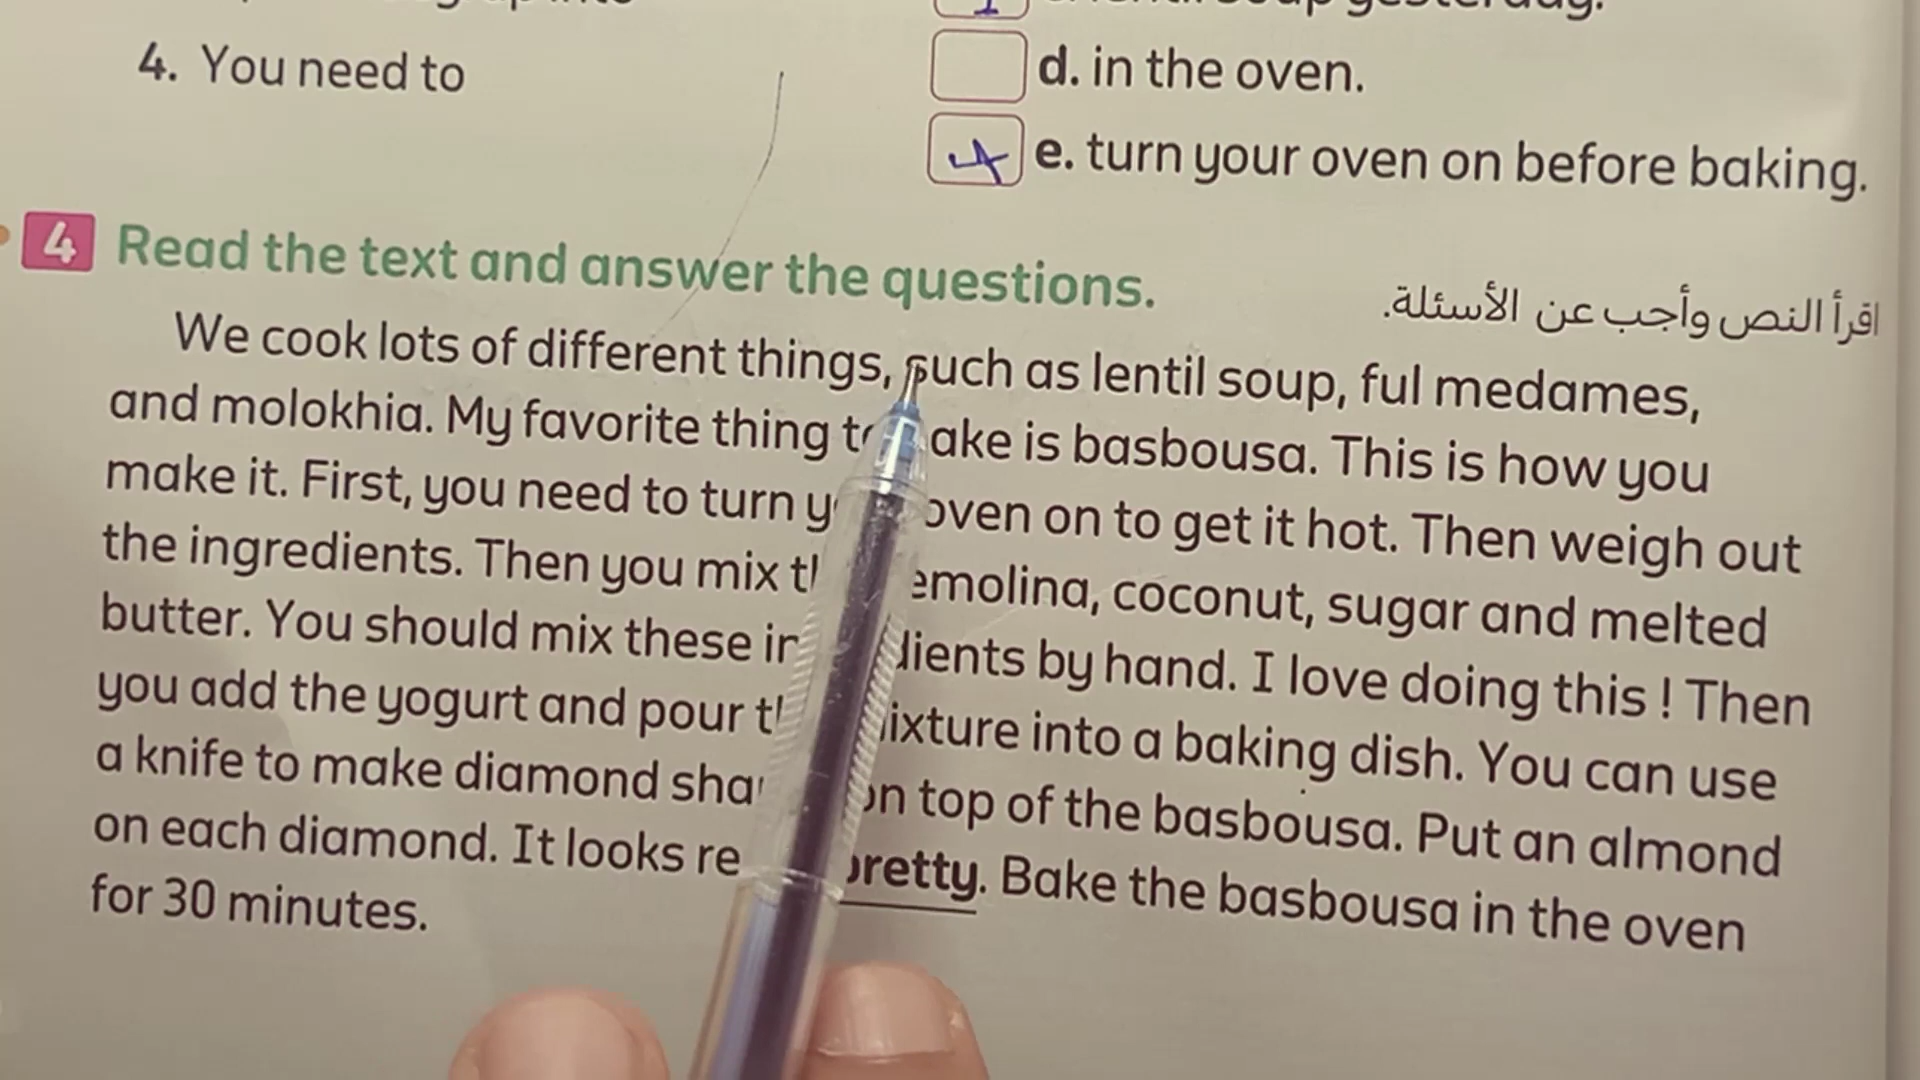 yesterday.
4. You need to
d. in the oven.
4 e. turn your oven on before baking.
4 Read the text and answer the questions.
اقرأ النص وأجب عن الأسئلة.
We cook lots of different things, such as lentil soup, ful medames,
and molokhia. My favorite thing to ake is basbousa. This is how you
make it. First, you need to turn y oven on to get it hot. Then weigh out
the ingredients. Then you mix th emolina, coconut, sugar and melted
butter. You should mix these in dients by hand. I love doing this ! Then
you add the yogurt and pour th ixture into a baking dish. You can use
a knife to make diamond sha on top of the basbousa. Put an almond
on each diamond. It looks re pretty. Bake the basbousa in the oven
for 30 minutes.